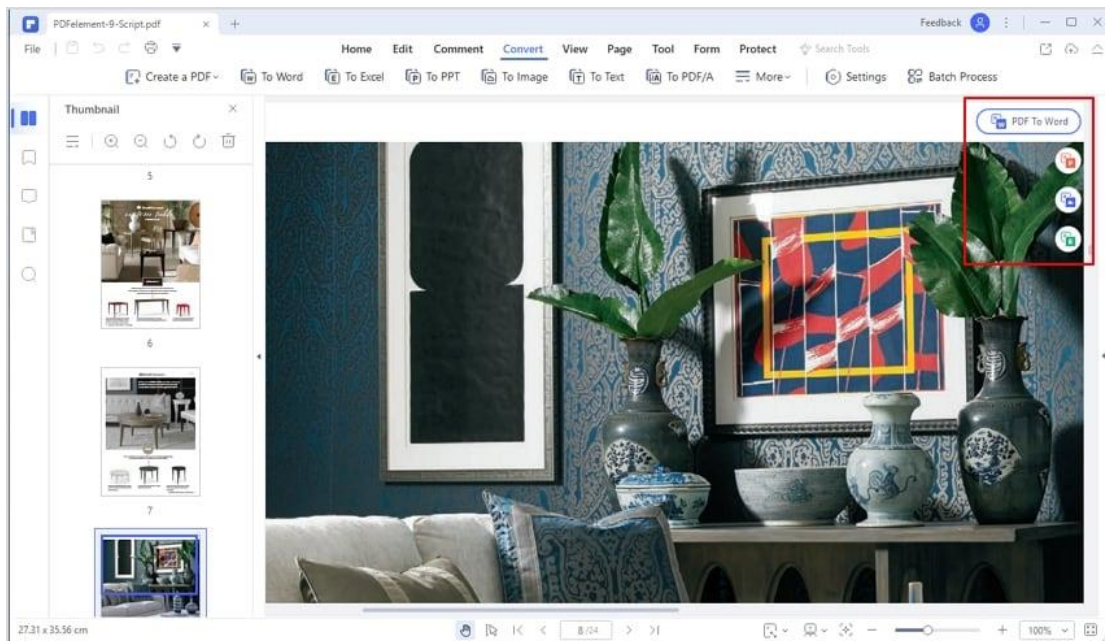 PDFelement-9-Script.pdf
Feedback
File
Home Edit Comment Convert View Page Tool Form Protect Search Tools
Create a PDF To Word To Excel To PPT To Image To Text To PDF/A More Settings Batch Process
Thumbnail
PDF To Word
5
6
7
27.31 x 35.56 cm
8 /24
100%